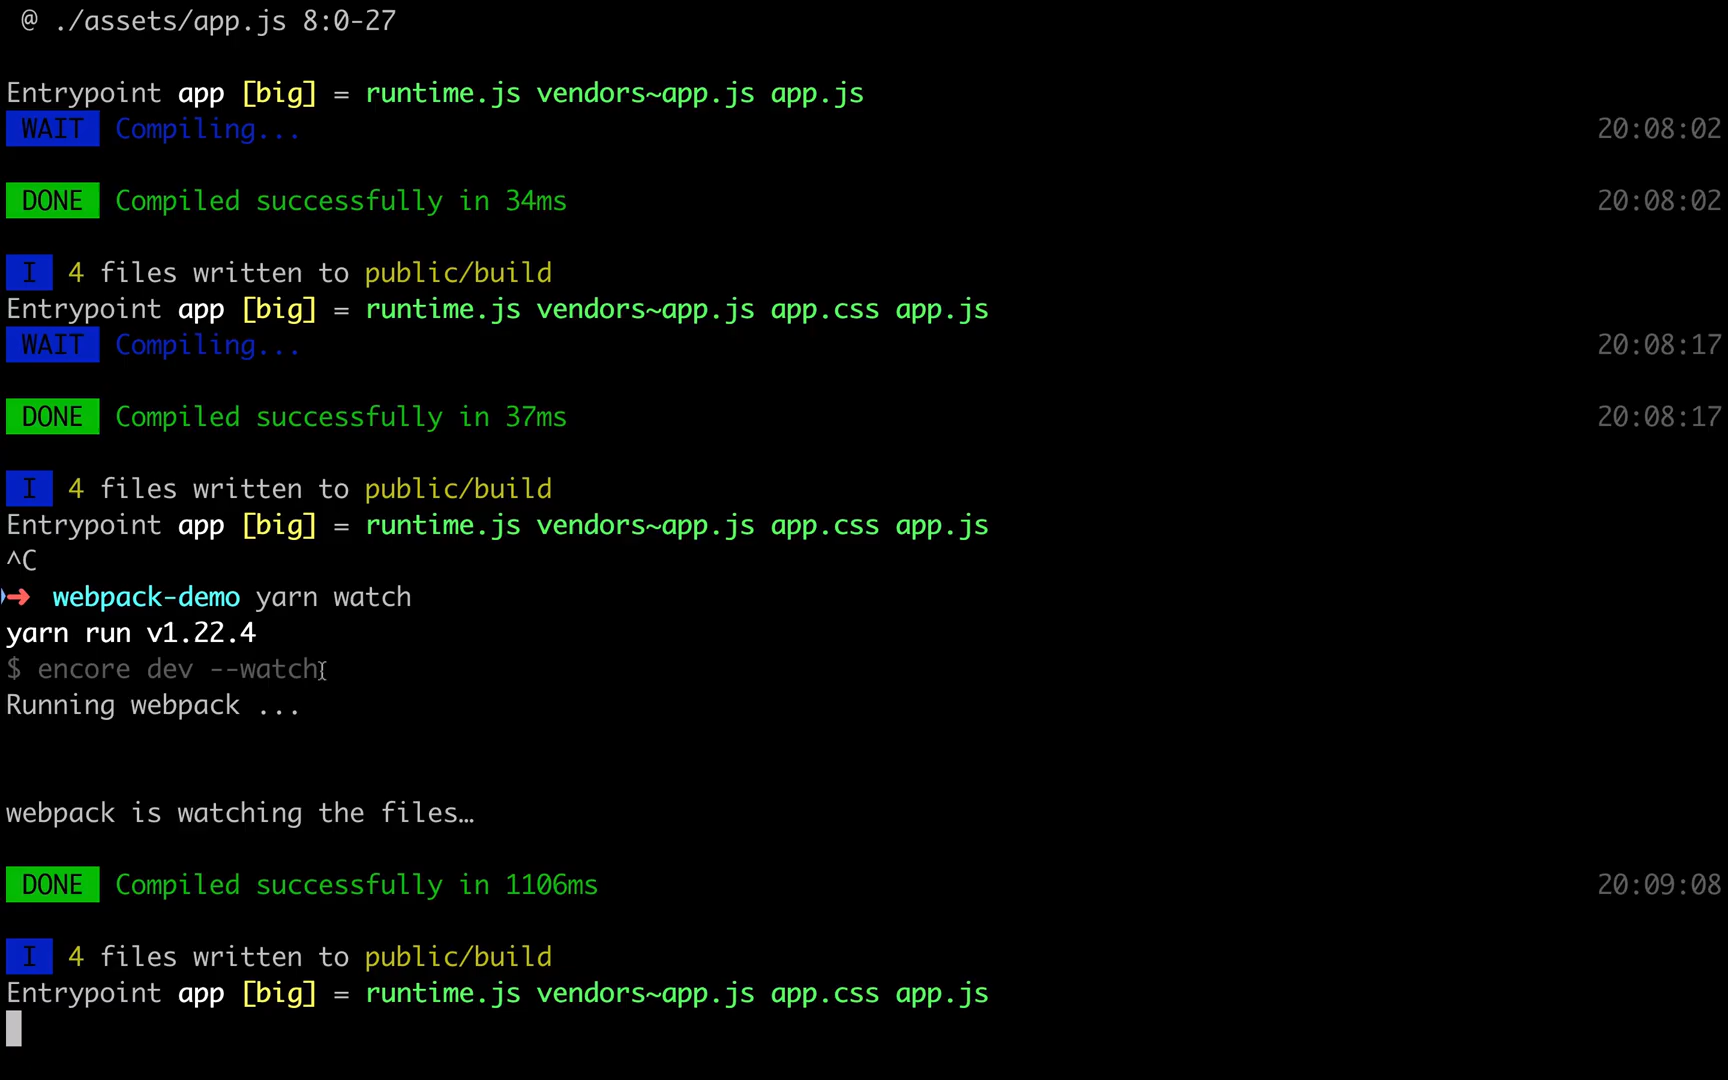 @ ./assets/app.js 8:0-27
Entrypoint app [big] = runtime.js vendors~app.js app.js
WAIT Compiling... 20:08:02
DONE Compiled successfully in 34ms 20:08:02
I 4 files written to public/build
Entrypoint app [big] = runtime.js vendors~app.js app.css app.js
WAIT Compiling... 20:08:17
DONE Compiled successfully in 37ms 20:08:17
I 4 files written to public/build
Entrypoint app [big] = runtime.js vendors~app.js app.css app.js
^C
➜ webpack-demo yarn watch
yarn run v1.22.4
$ encore dev --watch
Running webpack ...
webpack is watching the files…
DONE Compiled successfully in 1106ms 20:09:08
I 4 files written to public/build
Entrypoint app [big] = runtime.js vendors~app.js app.css app.js